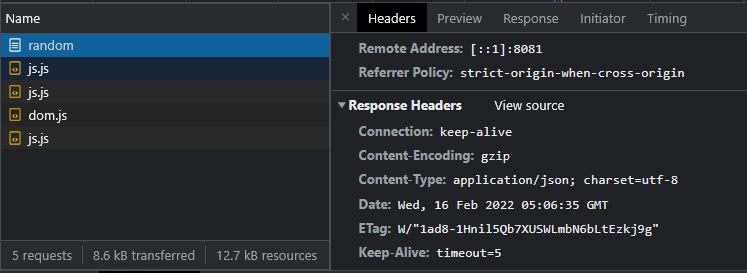 Name
random
js.js
js.js
dom.js
js.js
5 requests 8.6 kB transferred 12.7 kB resources
× Headers Preview Response Initiator Timing
Remote Address: [::1]:8081
Referrer Policy: strict-origin-when-cross-origin
Response Headers View source
Connection: keep-alive
Content-Encoding: gzip
Content-Type: application/json; charset=utf-8
Date: Wed, 16 Feb 2022 05:06:35 GMT
ETag: W/"1ad8-1Hnil5Qb7XUSWLmbN6bLtEzkj9g"
Keep-Alive: timeout=5